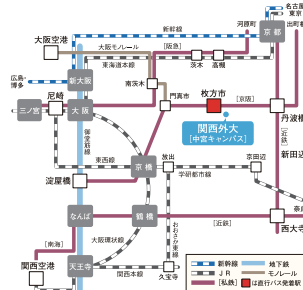 名古屋
東京
新幹線
河原町
出町柳
京都
大阪空港
大阪モノレール
[阪急]
東海道本線
茨木
高槻
広島・
博多
新大阪
南茨木
三ノ宮
尼崎
大阪
門真市
枚方市
[京阪]
丹波橋
関西外大
[中宮キャンパス]
[近鉄]
御堂筋線
東西線
京橋
放出
京田辺
新田辺
学研都市線
淀屋橋
なんば
鶴橋
[近鉄]
西大寺
おおさか東線
[南海]
大阪環状線
関西空港
天王寺
関西本線
久宝寺
新幹線
地下鉄
JR
モノレール
[私鉄]
は直行バス発着駅